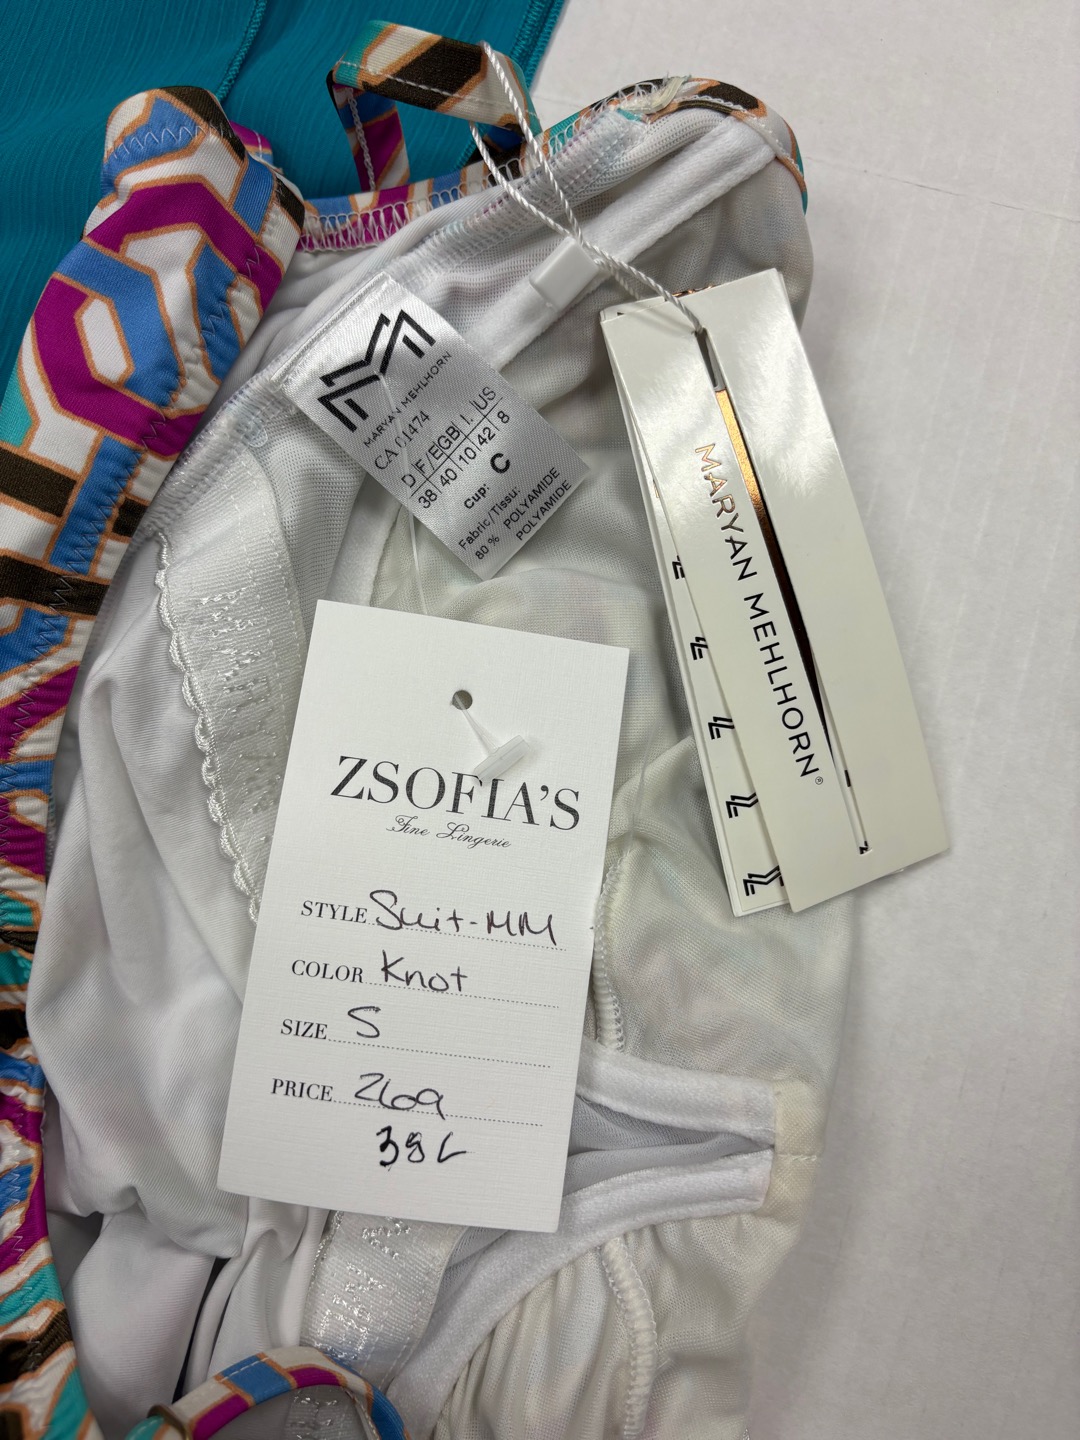 MARYAN MEHLHORN
CA 01474
D F/E GB I. US
38 40 10 42 8
Cup: C
Fabric/Tissu:
80 % POLYAMIDE
POLYAMIDE
MARYAN MEHLHORN®
ZSOFIA'S
Fine Lingerie
STYLE Suit-MM
COLOR Knot
SIZE S
PRICE 269
38C